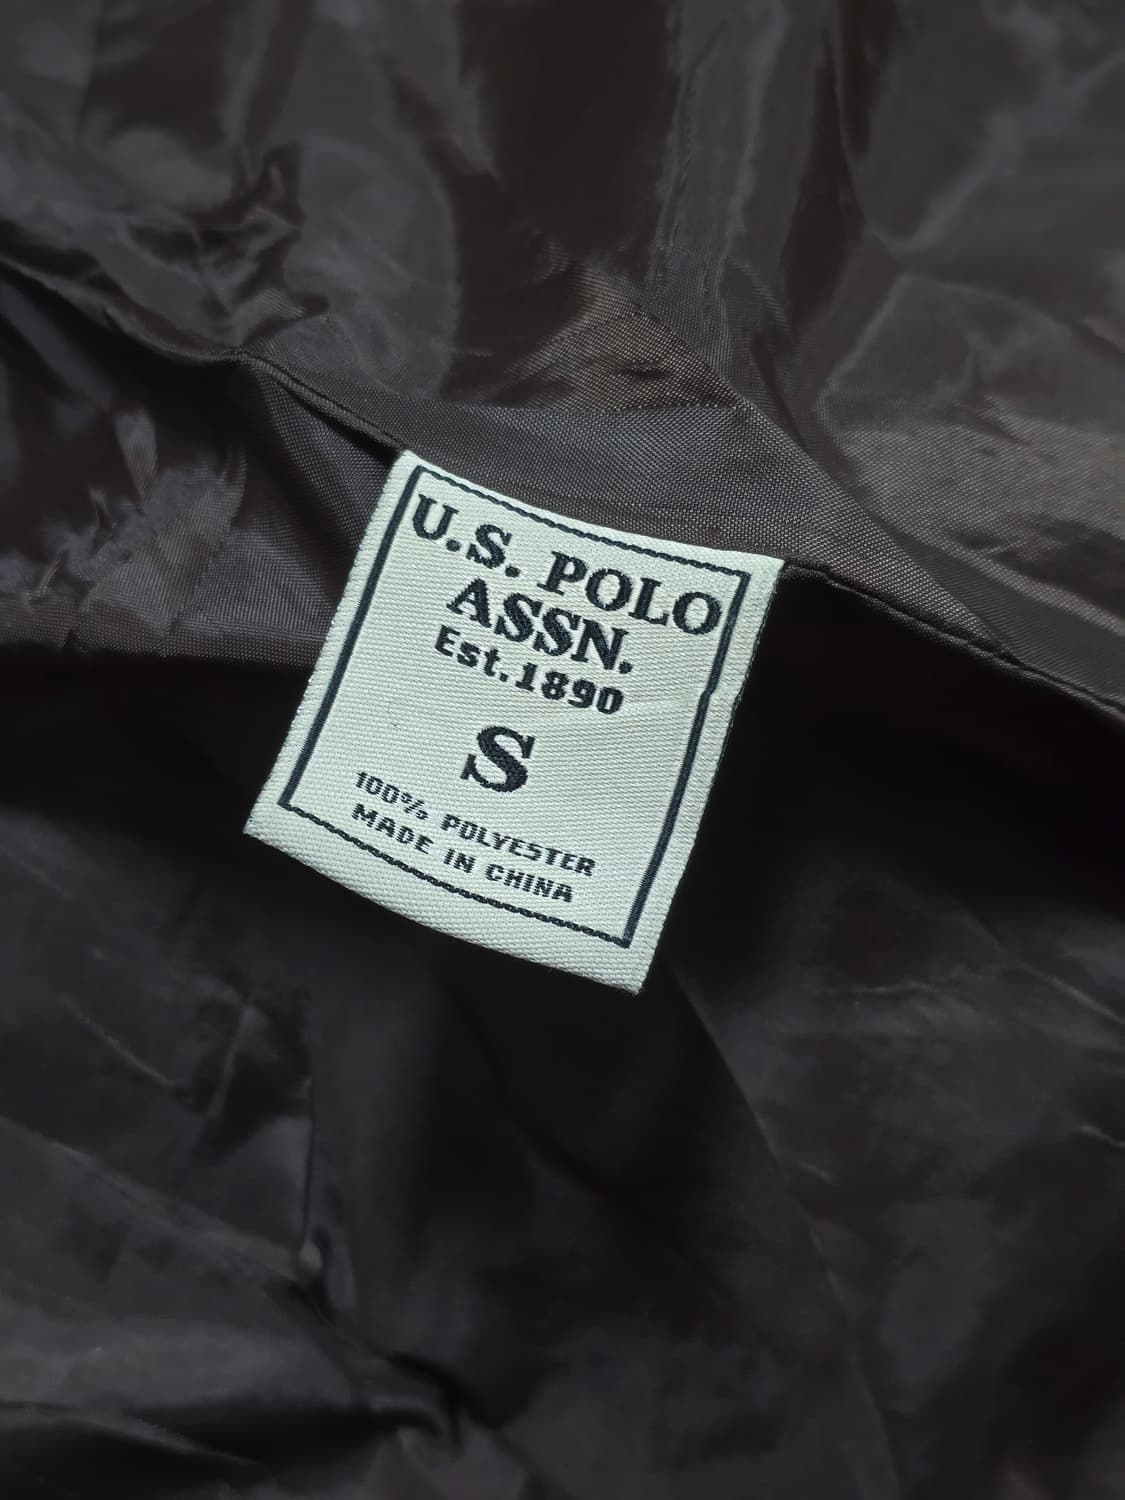 U.S. POLO
ASSN.
Est.1890
S
100% POLYESTER
MADE IN CHINA